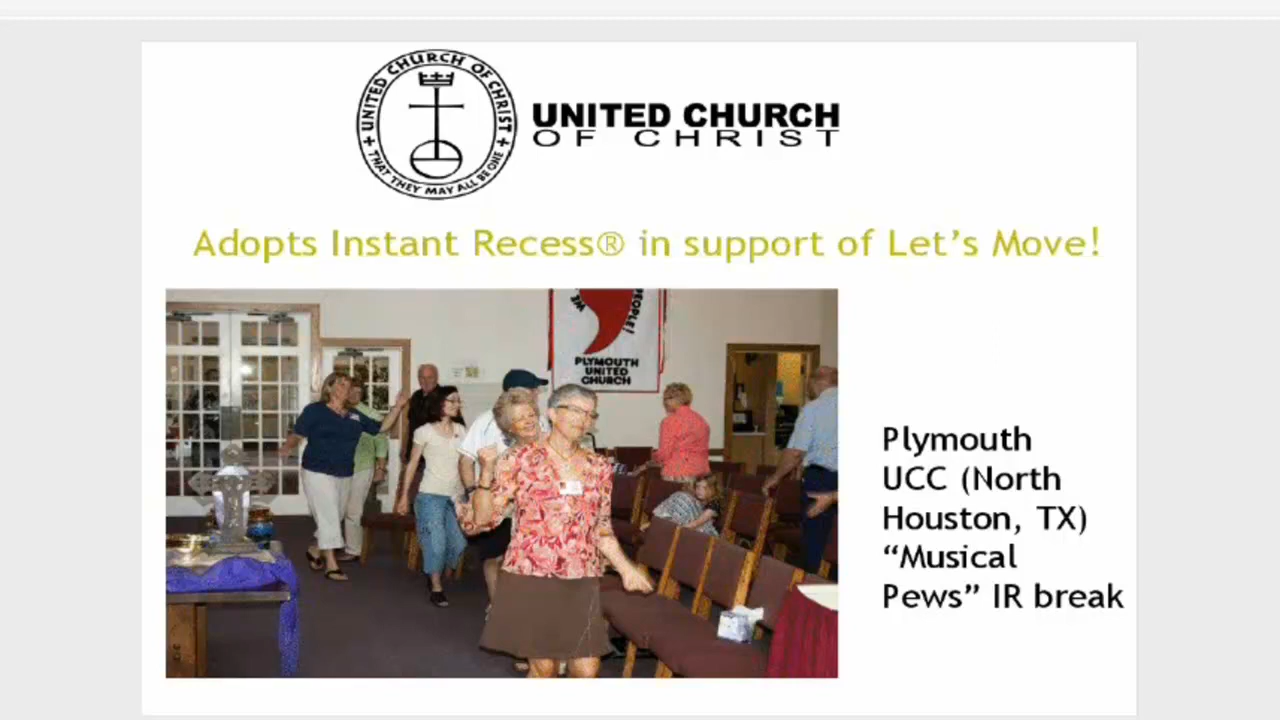 UNITED CHURCH OF CHRIST
THAT THEY MAY ALL BE ONE
UNITED CHURCH
OF CHRIST
Adopts Instant Recess® in support of Let's Move!
WE
PEOPLE!
PLYMOUTH
UNITED
CHURCH
Plymouth
UCC (North
Houston, TX)
“Musical
Pews” IR break